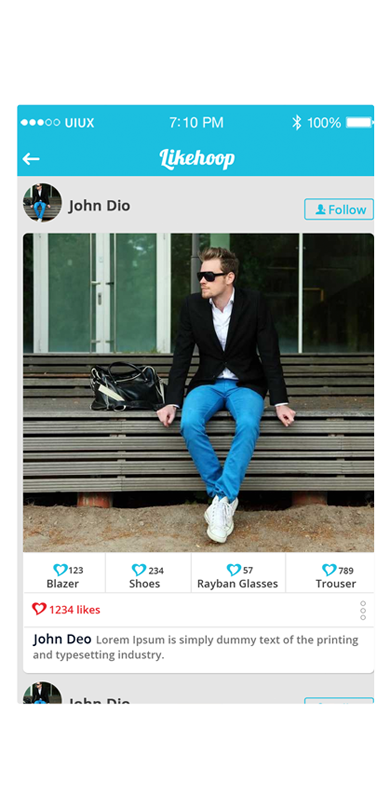 UIUX 7:10 PM 100%
Likehoop
John Dio Follow
123 234 57 789
Blazer Shoes Rayban Glasses Trouser
1234 likes
John Deo Lorem Ipsum is simply dummy text of the printing
and typesetting industry.
John Dio